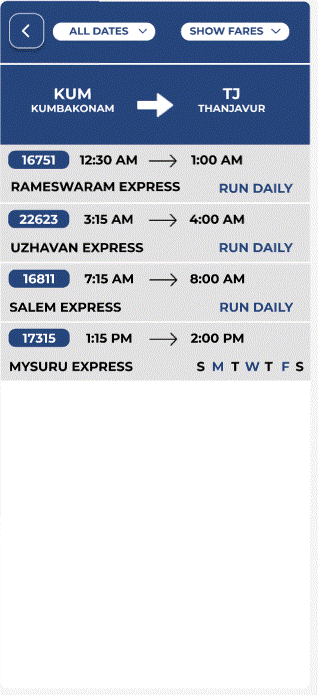 ALL DATES SHOW FARES
KUM TJ
KUMBAKONAM THANJAVUR
16751 12:30 AM 1:00 AM
RAMESWARAM EXPRESS RUN DAILY
22623 3:15 AM 4:00 AM
UZHAVAN EXPRESS RUN DAILY
16811 7:15 AM 8:00 AM
SALEM EXPRESS RUN DAILY
17315 1:15 PM 2:00 PM
MYSURU EXPRESS S M T W T F S